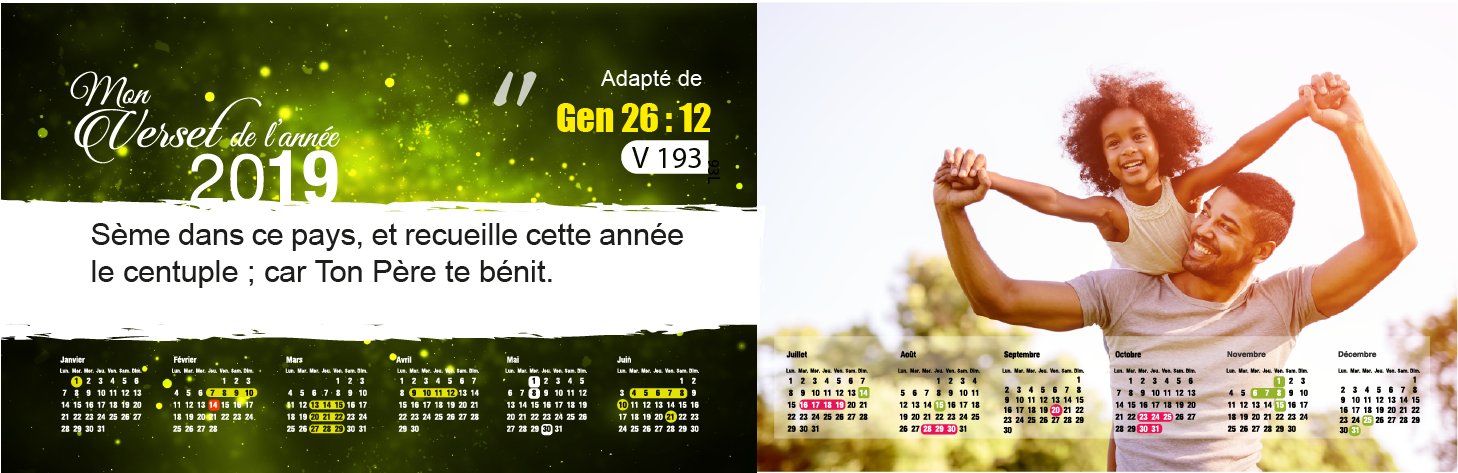 Mon
Verset de l'année
2019
"
Adapté de
Gen 26 : 12
V 193
93L
Sème dans ce pays, et recueille cette année
le centuple ; car Ton Père te bénit.
Janvier
Lun. Mar. Mer. Jeu. Ven. Sam. Dim.
1 2 3 4 5 6
7 8 9 10 11 12 13
14 15 16 17 18 19 20
21 22 23 24 25 26 27
28 29 30 31
Février
Lun. Mar. Mer. Jeu. Ven. Sam. Dim.
1 2 3
4 5 6 7 8 9 10
11 12 13 14 15 16 17
18 19 20 21 22 23 24
25 26 27 28
Mars
Lun. Mar. Mer. Jeu. Ven. Sam. Dim.
1 2 3
4 5 6 7 8 9 10
11 12 13 14 15 16 17
18 19 20 21 22 23 24
25 26 27 28 29 30 31
Avril
Lun. Mar. Mer. Jeu. Ven. Sam. Dim.
1 2 3 4 5 6 7
8 9 10 11 12 13 14
15 16 17 18 19 20 21
22 23 24 25 26 27 28
29 30
Mai
Lun. Mar. Mer. Jeu. Ven. Sam. Dim.
1 2 3 4 5
6 7 8 9 10 11 12
13 14 15 16 17 18 19
20 21 22 23 24 25 26
27 28 29 30 31
Juin
Lun. Mar. Mer. Jeu. Ven. Sam. Dim.
1 2
3 4 5 6 7 8 9
10 11 12 13 14 15 16
17 18 19 20 21 22 23
24 25 26 27 28 29 30
Juillet
Lun. Mar. Mer. Jeu. Ven. Sam. Dim.
1 2 3 4 5 6 7
8 9 10 11 12 13 14
15 16 17 18 19 20 21
22 23 24 25 26 27 28
29 30 31
Août
Lun. Mar. Mer. Jeu. Ven. Sam. Dim.
1 2 3 4
5 6 7 8 9 10 11
12 13 14 15 16 17 18
19 20 21 22 23 24 25
26 27 28 29 30 31
Septembre
Lun. Mar. Mer. Jeu. Ven. Sam. Dim.
1
2 3 4 5 6 7 8
9 10 11 12 13 14 15
16 17 18 19 20 21 22
23 24 25 26 27 28 29
30
Octobre
Lun. Mar. Mer. Jeu. Ven. Sam. Dim.
1 2 3 4 5 6
7 8 9 10 11 12 13
14 15 16 17 18 19 20
21 22 23 24 25 26 27
28 29 30 31
Novembre
Lun. Mar. Mer. Jeu. Ven. Sam. Dim.
1 2 3
4 5 6 7 8 9 10
11 12 13 14 15 16 17
18 19 20 21 22 23 24
25 26 27 28 29 30
Décembre
Lun. Mar. Mer. Jeu. Ven. Sam. Dim.
1
2 3 4 5 6 7 8
9 10 11 12 13 14 15
16 17 18 19 20 21 22
23 24 25 26 27 28 29
30 31